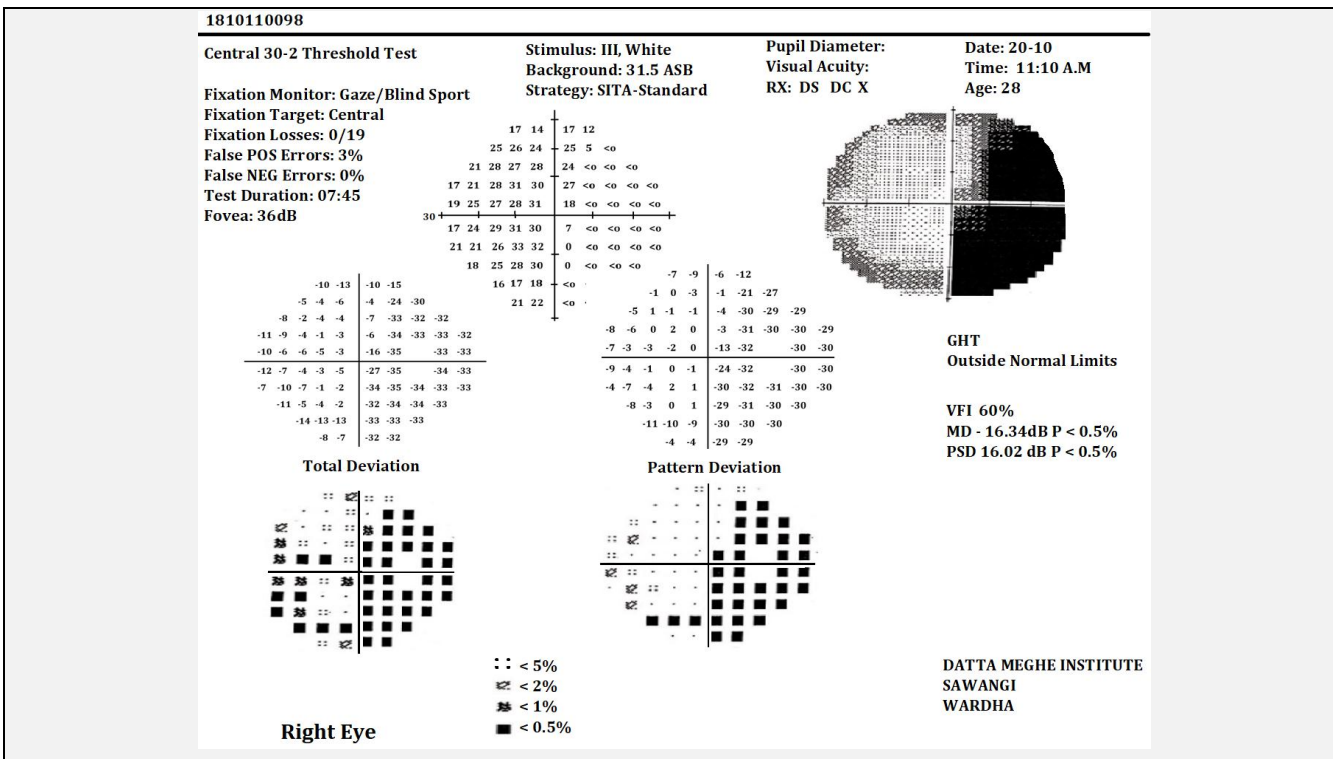 1810110098
Central 30-2 Threshold Test
Fixation Monitor: Gaze/Blind Sport
Fixation Target: Central
Fixation Losses: 0/19
False POS Errors: 3%
False NEG Errors: 0%
Test Duration: 07:45
Fovea: 36dB
Stimulus: III, White
Background: 31.5 ASB
Strategy: SITA-Standard
Pupil Diameter:
Visual Acuity:
RX: DS DC X
Date: 20-10
Time: 11:10 A.M
Age: 28
17 14 17 12
25 26 24 25 5 <0
21 28 27 28 24 <0 <0 <0
17 21 28 31 30 27 <0 <0 <0 <0
19 25 27 28 31 18 <0 <0 <0
30
17 24 29 31 30 7 <0 <0 <0 <0
21 21 26 33 32 0 <0 <0 <0 <0
18 25 28 30 0 <0 <0 <0
16 17 18 <0
21 22 <0
-10 -13 -10 -15
-5 -4 -6 -4 -24 -30
-8 -2 -4 -4 -7 -33 -32 -32
-11 -9 -4 -1 -3 -6 -34 -33 -33 -32
-10 -6 -6 -5 -3 -16 -35 -33 -33
-12 -7 -4 -3 -5 -27 -35 -34 -33
-7 -10 -7 -1 -2 -34 -35 -34 -33 -33
-11 -5 -4 -2 -32 -34 -34 -33
-14 -13 -13 -33 -33 -33
-8 -7 -32 -32
Total Deviation
-7 -9 -6 -12
-1 0 -3 -1 -21 -27
-5 1 -1 -1 -4 -30 -29 -29
-8 -6 0 2 0 -3 -31 -30 -30 -29
-7 -3 -3 -2 0 -13 -32 -30 -30
-9 -4 -1 0 -1 -24 -32 -30 -30
-4 -7 -4 2 1 -30 -32 -31 -30 -30
-8 -3 0 1 -29 -31 -30 -30
-11 -10 -9 -30 -30 -30
-4 -4 -29 -29
Pattern Deviation
GHT
Outside Normal Limits
VFI 60%
MD - 16.34dB P < 0.5%
PSD 16.02 dB P < 0.5%
< 5%
< 2%
< 1%
< 0.5%
Right Eye
DATTA MEGHE INSTITUTE
SAWANGI
WARDHA